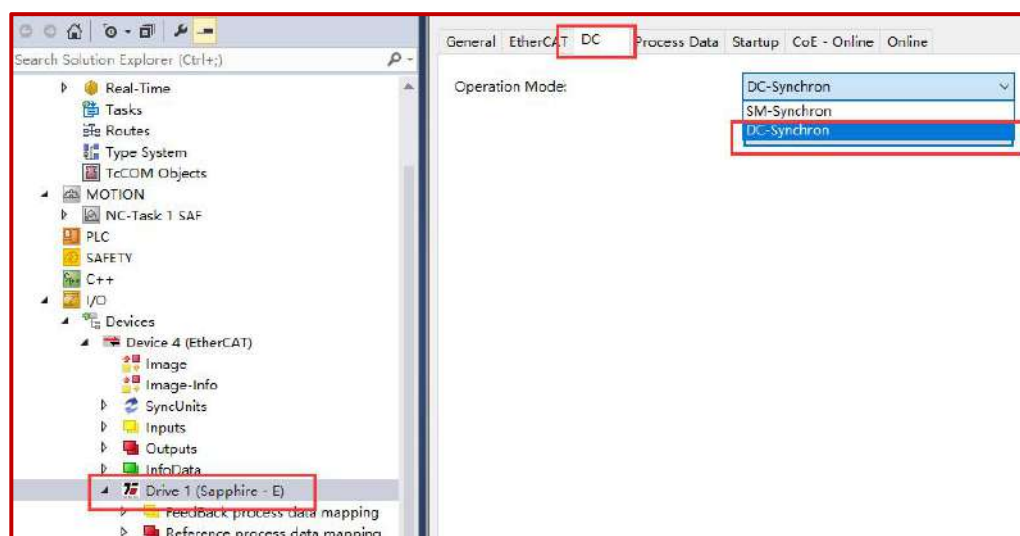 Search Solution Explorer (Ctrl+;)
Real-Time
Tasks
Routes
Type System
TcCOM Objects
MOTION
NC-Task 1 SAF
PLC
SAFETY
C++
I/O
Devices
Device 4 (EtherCAT)
Image
Image-Info
SyncUnits
Inputs
Outputs
InfoData
Drive 1 (Sapphire - E)
FeedBack process data mapping
Reference process data mapping
General EtherCAT DC Process Data Startup CoE - Online Online
Operation Mode: DC-Synchron
SM-Synchron
DC-Synchron